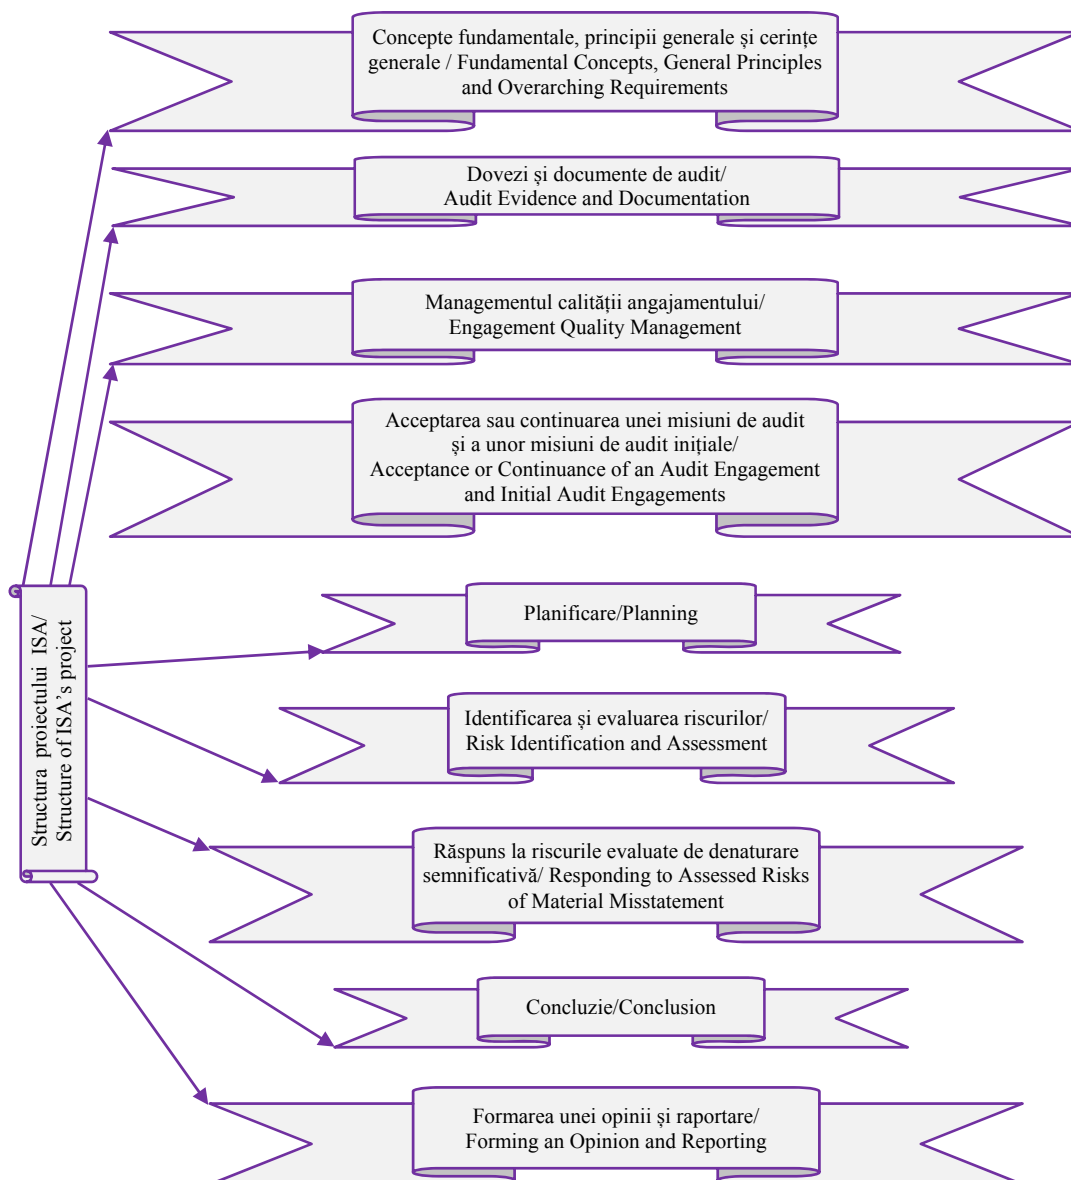 Concepte fundamentale, principii generale și cerințe
generale / Fundamental Concepts, General Principles
and Overarching Requirements
Dovezi și documente de audit/
Audit Evidence and Documentation
Managementul calității angajamentului/
Engagement Quality Management
Acceptarea sau continuarea unei misiuni de audit
și a unor misiuni de audit inițiale/
Acceptance or Continuance of an Audit Engagement
and Initial Audit Engagements
Structura proiectului ISA/
Structure of ISA’s project
Planificare/Planning
Identificarea și evaluarea riscurilor/
Risk Identification and Assessment
Răspuns la riscurile evaluate de denaturare
semnificativă/ Responding to Assessed Risks
of Material Misstatement
Concluzie/Conclusion
Formarea unei opinii și raportare/
Forming an Opinion and Reporting